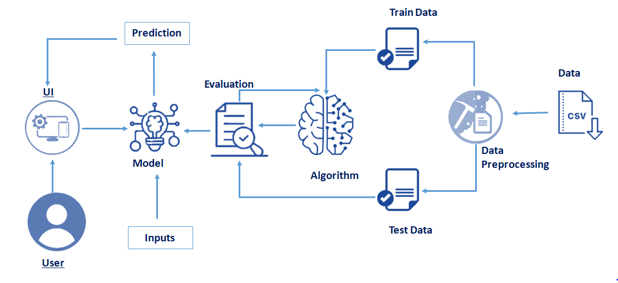 Train Data
Prediction
Data
UI
Evaluation
CSV
Data
Preprocessing
Model
Algorithm
Test Data
Inputs
User